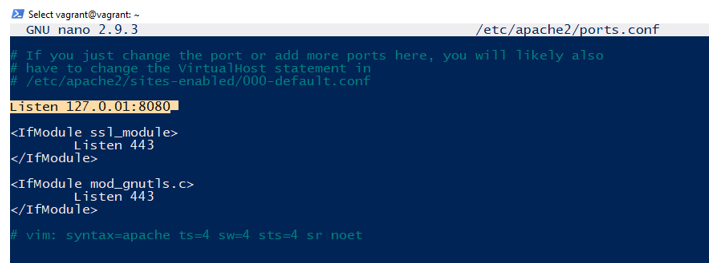 Select vagrant@vagrant: ~
GNU nano 2.9.3 /etc/apache2/ports.conf
# If you just change the port or add more ports here, you will likely also
# have to change the VirtualHost statement in
# /etc/apache2/sites-enabled/000-default.conf
Listen 127.0.01:8080
<IfModule ssl_module>
Listen 443
</IfModule>
<IfModule mod_gnutls.c>
Listen 443
</IfModule>
# vim: syntax=apache ts=4 sw=4 sts=4 sr noet